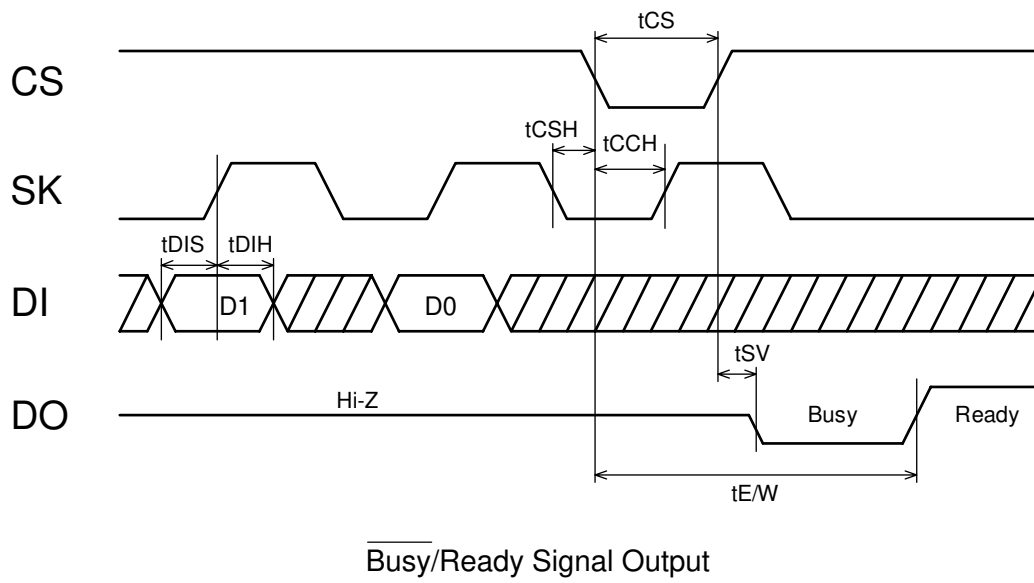 tCS
CS
tCSH
tCCH
SK
tDIS
tDIH
DI
D1
D0
tSV
DO
Hi-Z
Busy
Ready
tE/W
Busy/Ready Signal Output